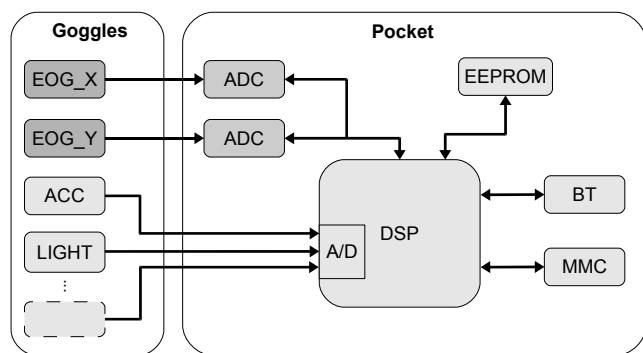 Goggles
Pocket
EOG_X
ADC
EEPROM
EOG_Y
ADC
ACC
BT
DSP
LIGHT
A/D
MMC
...